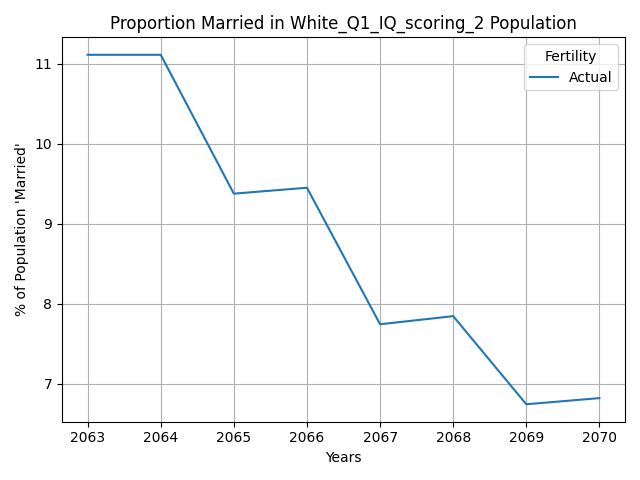 Proportion Married in White_Q1_IQ_scoring_2 Population
Fertility
Actual
% of Population 'Married'
11
10
9
8
7
2063 2064 2065 2066 2067 2068 2069 2070
Years